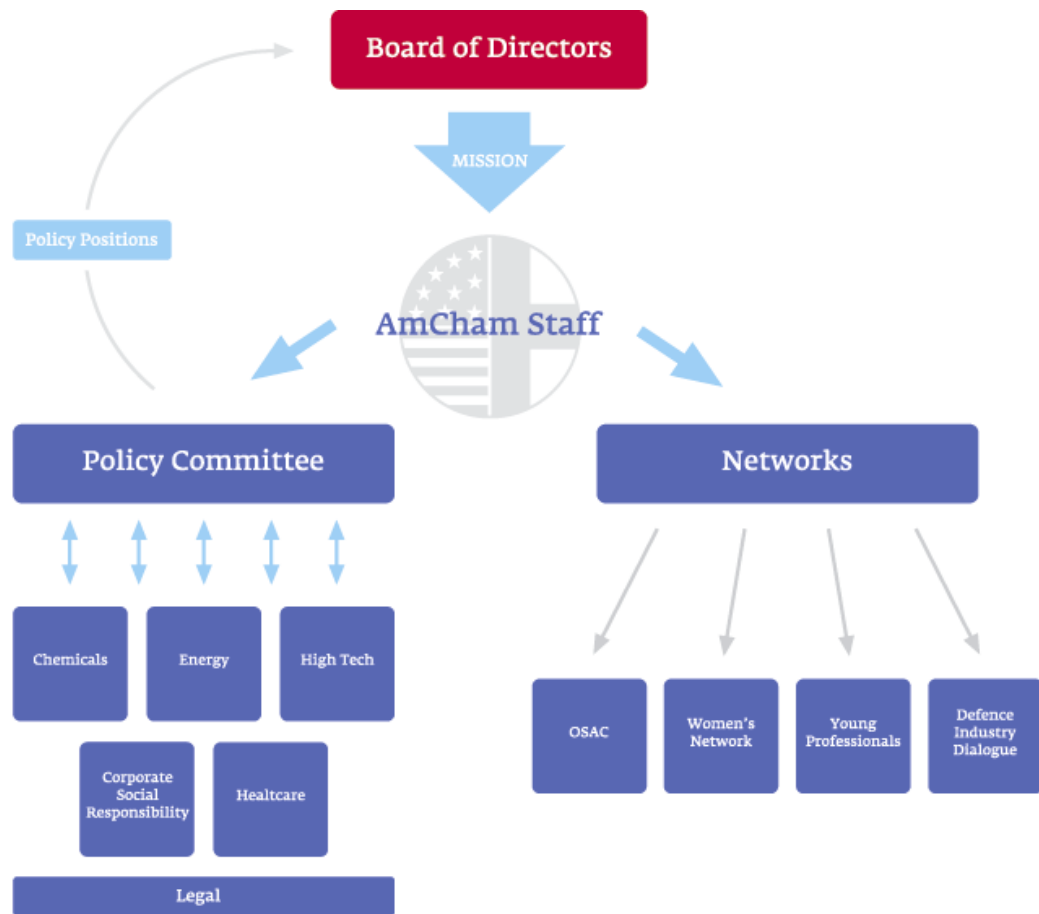 Board of Directors
MISSION
Policy Positions
AmCham Staff
Policy Committee
Networks
Chemicals
Energy
High Tech
Corporate
Social
Responsibility
Healtcare
Legal
OSAC
Women's
Network
Young
Professionals
Defence
Industry
Dialogue